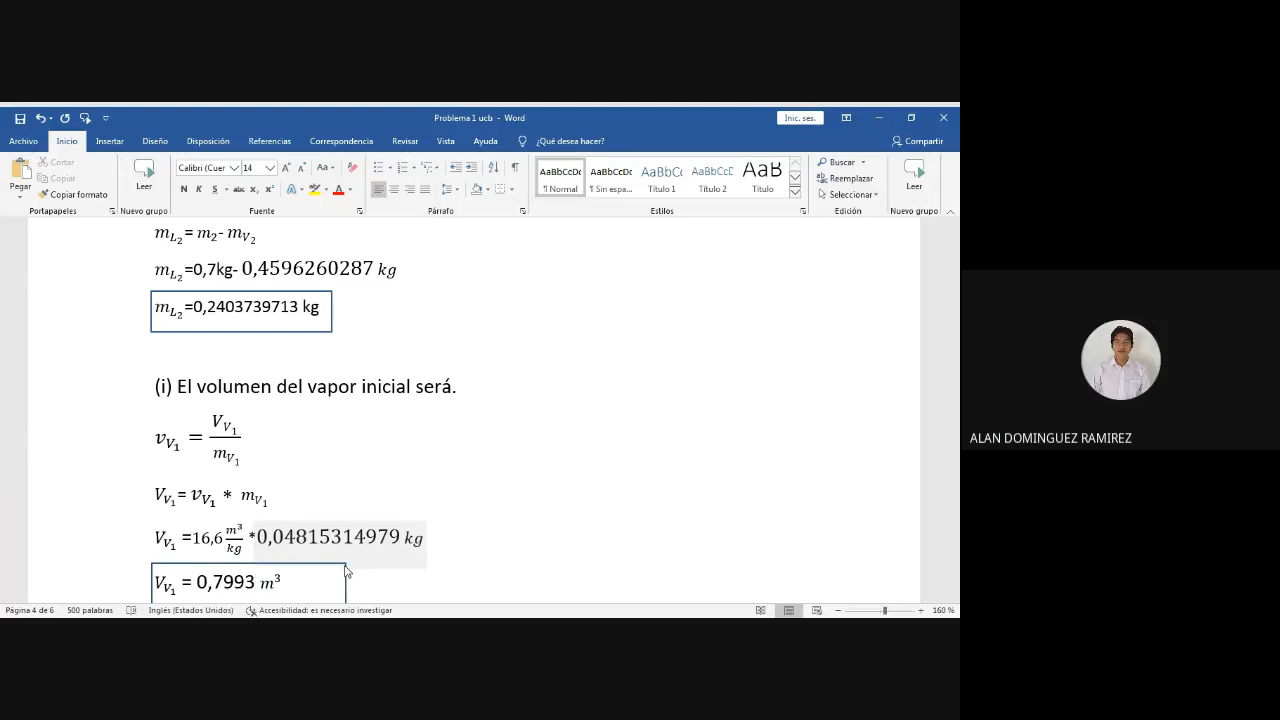 Problema 1 ucb - Word
Inic. ses.
Archivo Inicio Insertar Diseño Disposición Referencias Correspondencia Revisar Vista Ayuda ¿Qué desea hacer? Compartir
Pegar
Cortar
Copiar
Copiar formato
Portapapeles
Leer
Nuevo grupo
Calibri (Cuer 14
N K S abc x₂ x²
Fuente
Párrafo
AaBbCcDc AaBbCcDc AaBbCc AaBbCcC AaB
¶ Normal ¶ Sin espa... Título 1 Título 2 Título
Estilos
Buscar
Reemplazar
Seleccionar
Edición
Leer
Nuevo grupo
m_{L_2}= m_2- m_{V_2}
m_{L_2}=0,7kg- 0,4596260287 kg
m_{L_2}=0,2403739713 kg
(i) El volumen del vapor inicial será.
v_{V_1} = V_{V_1} / m_{V_1}
V_{V_1}= v_{V_1} * m_{V_1}
V_{V_1} =16,6 m³/kg *0,04815314979 kg
V_{V_1} = 0,7993 m³
Página 4 de 6 500 palabras Inglés (Estados Unidos) Accesibilidad: es necesario investigar 160 %
ALAN DOMINGUEZ RAMIREZ